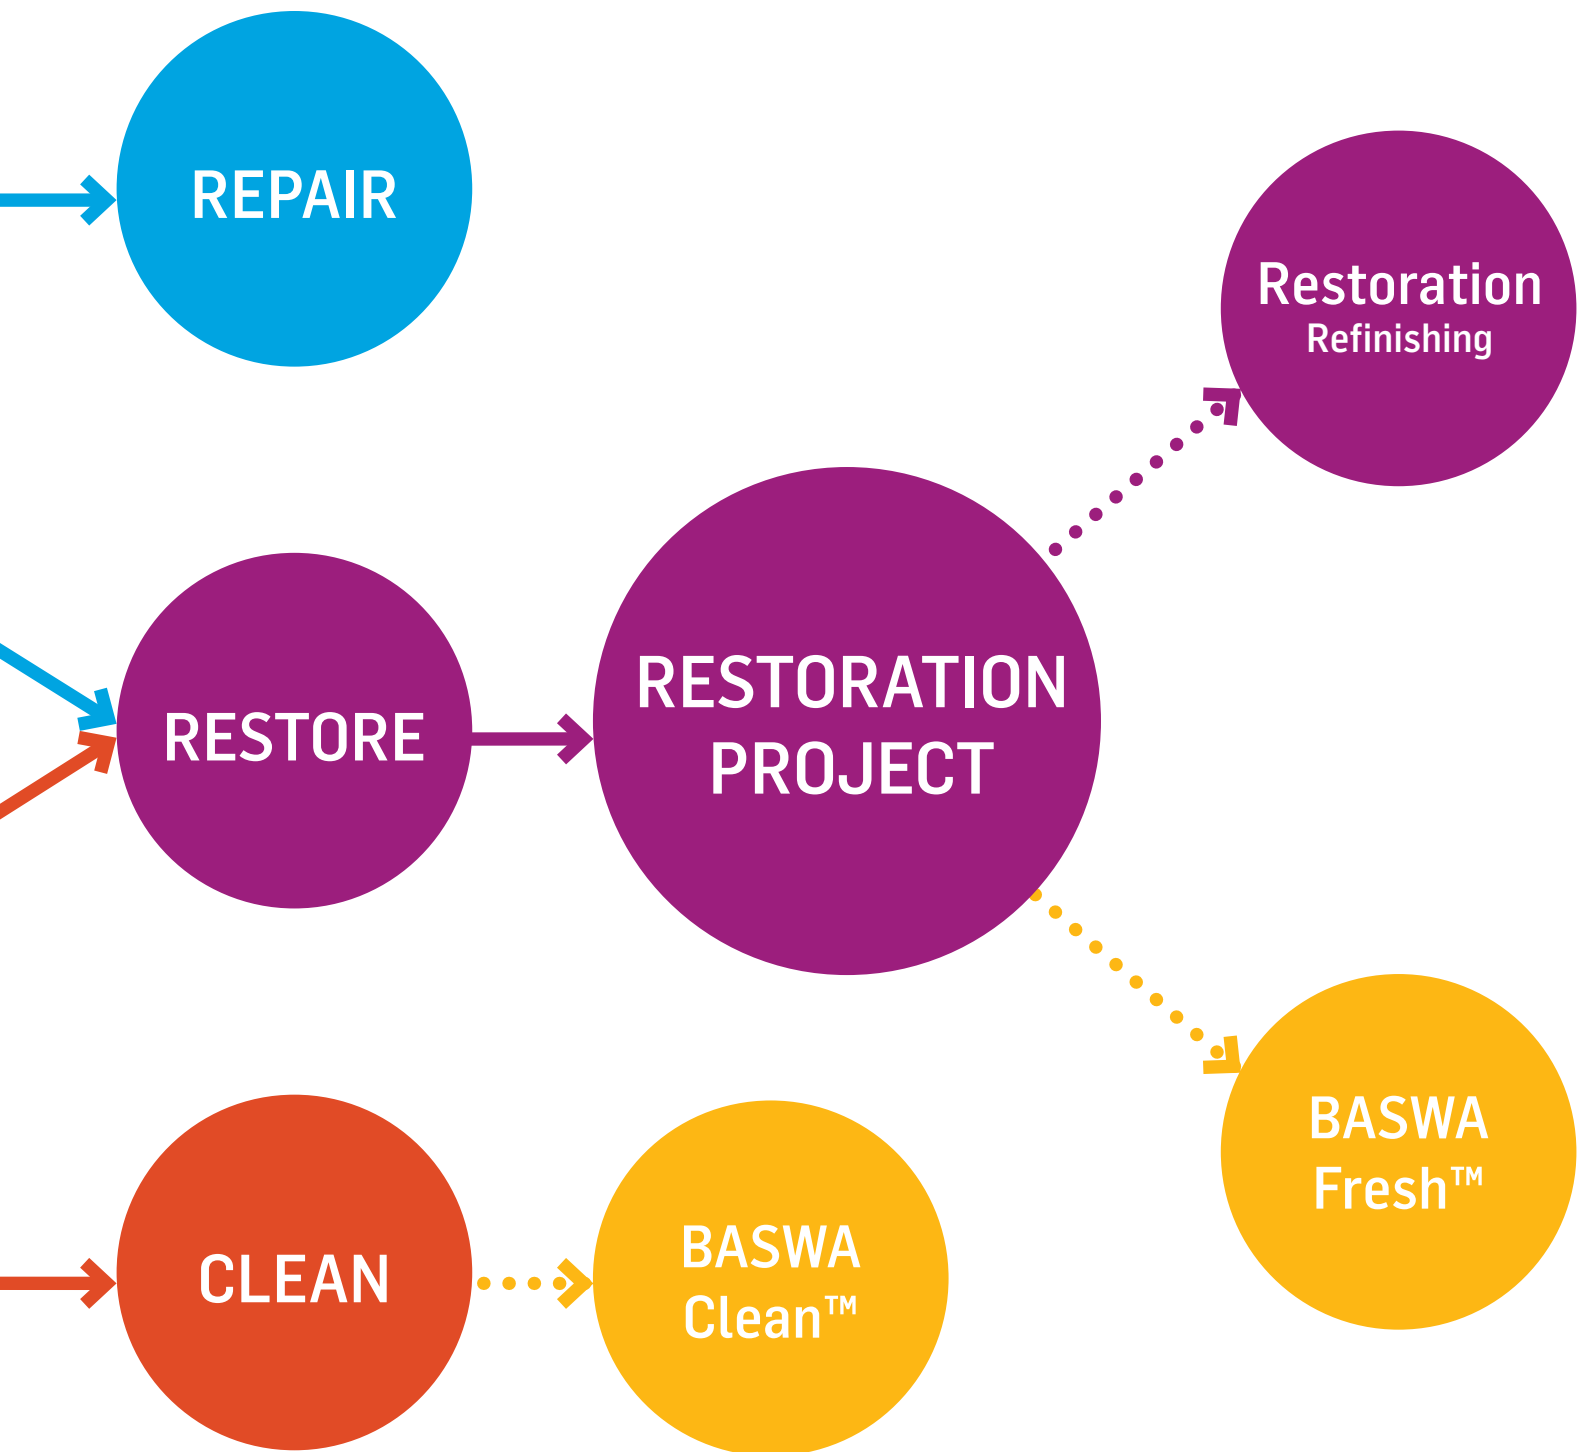 REPAIR
Restoration
Refinishing
RESTORE
RESTORATION
PROJECT
CLEAN
BASWA
Clean™
BASWA
Fresh™